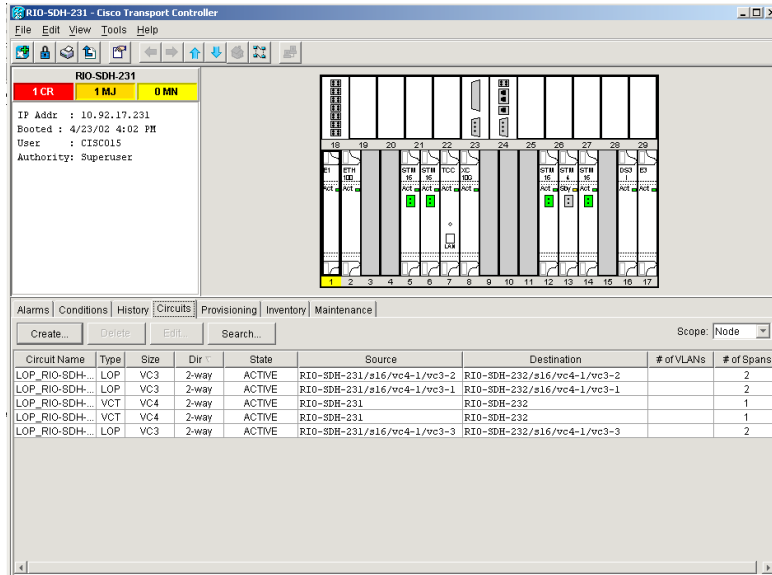 RIO-SDH-231 - Cisco Transport Controller
File Edit View Tools Help
RIO-SDH-231
1 CR 1 MJ 0 MN
IP Addr : 10.92.17.231
Booted : 4/23/02 4:02 PM
User : CISCO15
Authority: Superuser
18 19 20 21 22 23 24 25 26 27 28 29
E1 ETH 100 STM 16 STM 16 TCC XC 10G STM 16 STM 4 STM 16 DS3 I E3
Act Act Act Act Act Act Act Sby Act Act Act
LAN
1 2 3 4 5 6 7 8 9 10 11 12 13 14 15 16 17
Alarms Conditions History Circuits Provisioning Inventory Maintenance
Create... Delete Edit... Search... Scope: Node
Circuit Name Type Size Dir State Source Destination # of VLANs # of Spans
LOP_RIO-SDH-... LOP VC3 2-way ACTIVE RIO-SDH-231/s16/vc4-1/vc3-2 RIO-SDH-232/s16/vc4-1/vc3-2 2
LOP_RIO-SDH-... LOP VC3 2-way ACTIVE RIO-SDH-231/s16/vc4-1/vc3-1 RIO-SDH-232/s16/vc4-1/vc3-1 2
LOP_RIO-SDH-... VCT VC4 2-way ACTIVE RIO-SDH-231 RIO-SDH-232 1
LOP_RIO-SDH-... VCT VC4 2-way ACTIVE RIO-SDH-231 RIO-SDH-232 1
LOP_RIO-SDH-... LOP VC3 2-way ACTIVE RIO-SDH-231/s16/vc4-1/vc3-3 RIO-SDH-232/s16/vc4-1/vc3-3 2